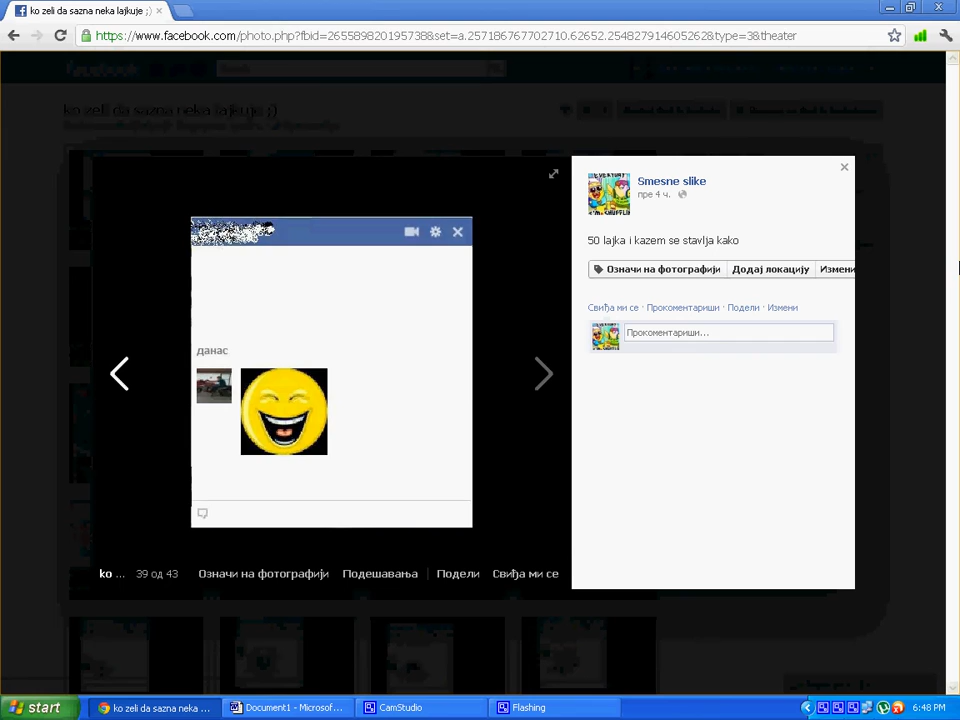 ko zeli da sazna neka lajkuje ;)
https://www.facebook.com/photo.php?fbid=265589820195738&set=a.257186767702710.62652.254827914605262&type=3&theater
facebook
ko zeli da sazna neka lajkuje ;)
Smesne slike
пре 4 ч.
50 lajka i kazem se stavlja kako
Означи на фотографији
Додај локацију
Измени
Свиђа ми се · Прокоментариши · Подели · Измени
Прокоментариши...
данас
ko ...
39 од 43
Означи на фотографији
Подешавања
Подели
Свиђа ми се
start
ko zeli da sazna neka ...
Document1 - Microsof...
CamStudio
Flashing
6:48 PM